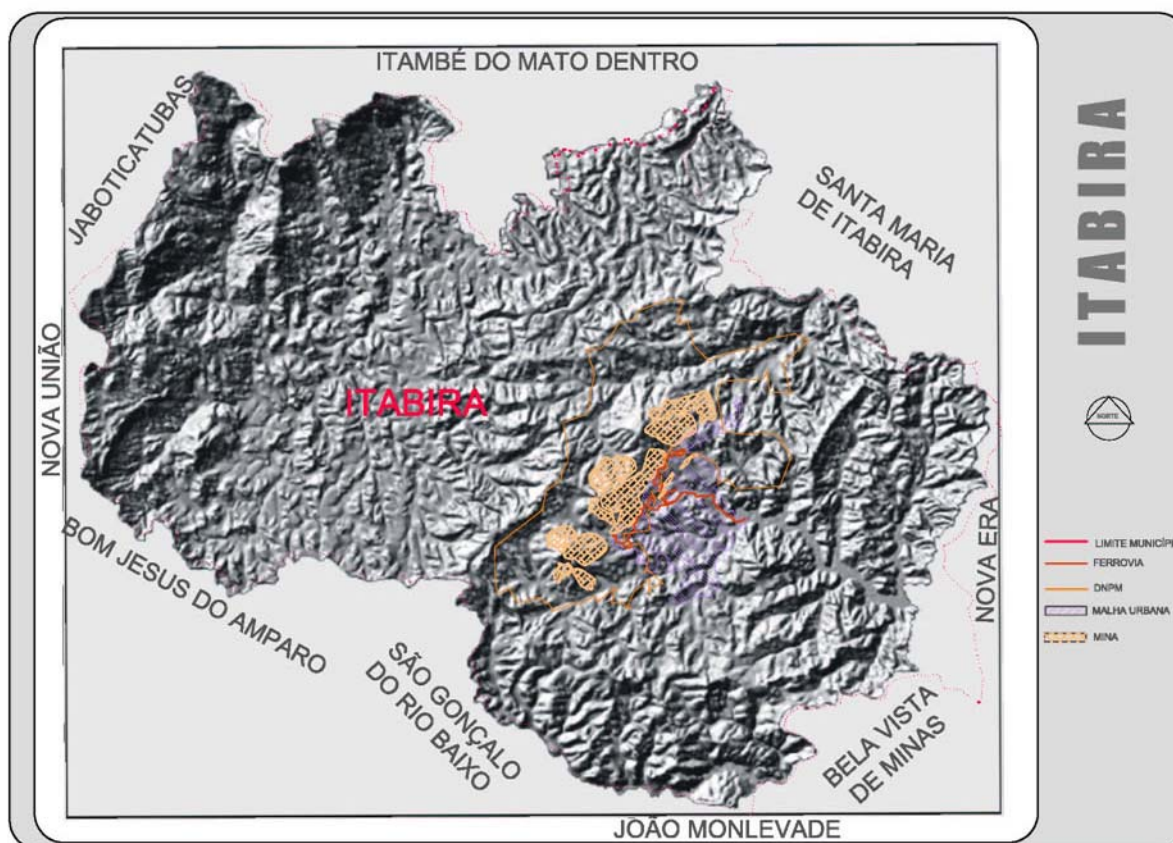 ITAMBÉ DO MATO DENTRO
JABOTICATUBAS
SANTA MARIA
DE ITABIRA
NOVA UNIÃO
ITABIRA
BOM JESUS DO AMPARO
SÃO GONÇALO
DO RIO BAIXO
NOVA ERA
BELA VISTA
DE MINAS
JOÃO MONLEVADE
ITABIRA
NORTE
LIMITE MUNICÍPI
FERROVIA
DNPM
MALHA URBANA
MINA